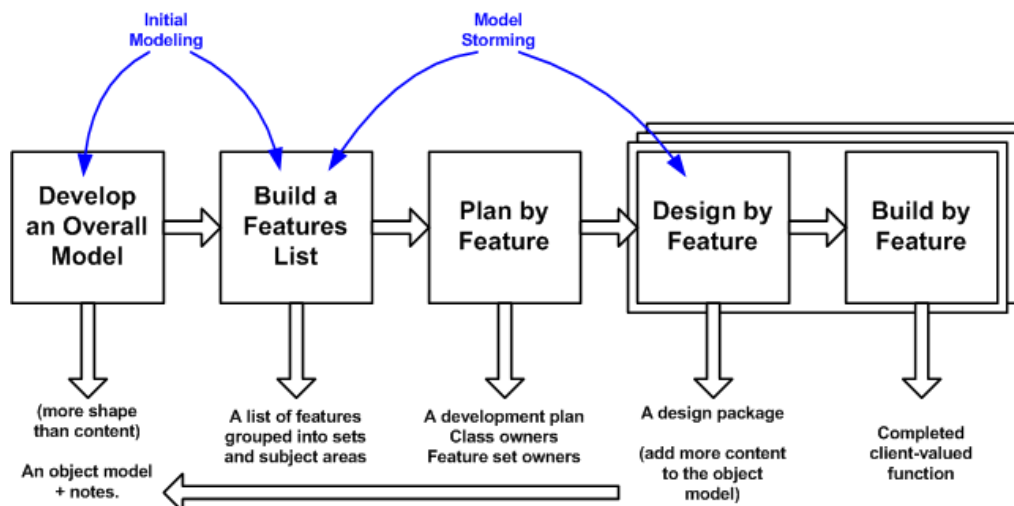 Initial
Modeling
Model
Storming
Develop
an Overall
Model
Build a
Features
List
Plan by
Feature
Design by
Feature
Build by
Feature
(more shape
than content)
An object model
+ notes.
A list of features
grouped into sets
and subject areas
A development plan
Class owners
Feature set owners
A design package
(add more content
to the object
model)
Completed
client-valued
function